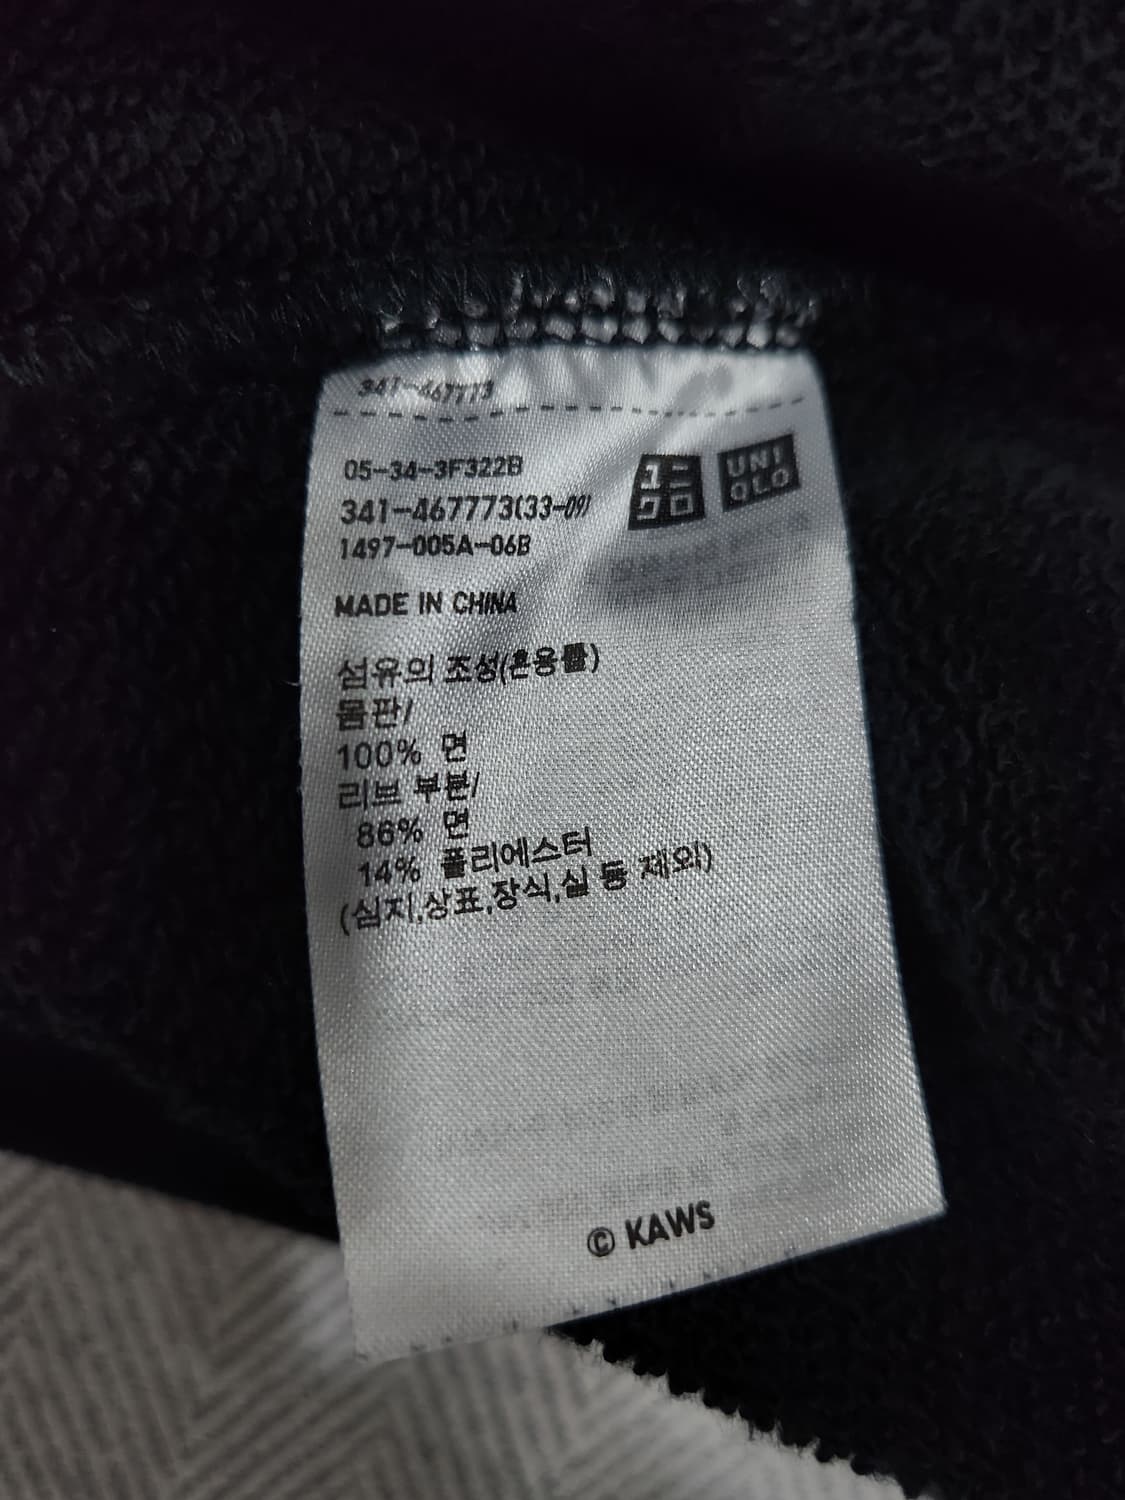 341-467773
05-34-3F322B
341-467773(33-09)
1497-005A-06B
ユニ
クロ
UNI
QLO
MADE IN CHINA
섬유의 조성(혼용률)
몸판/
100% 면
리브 부분/
86% 면
14% 폴리에스터
(심지,상표,장식,실 등 제외)
© KAWS